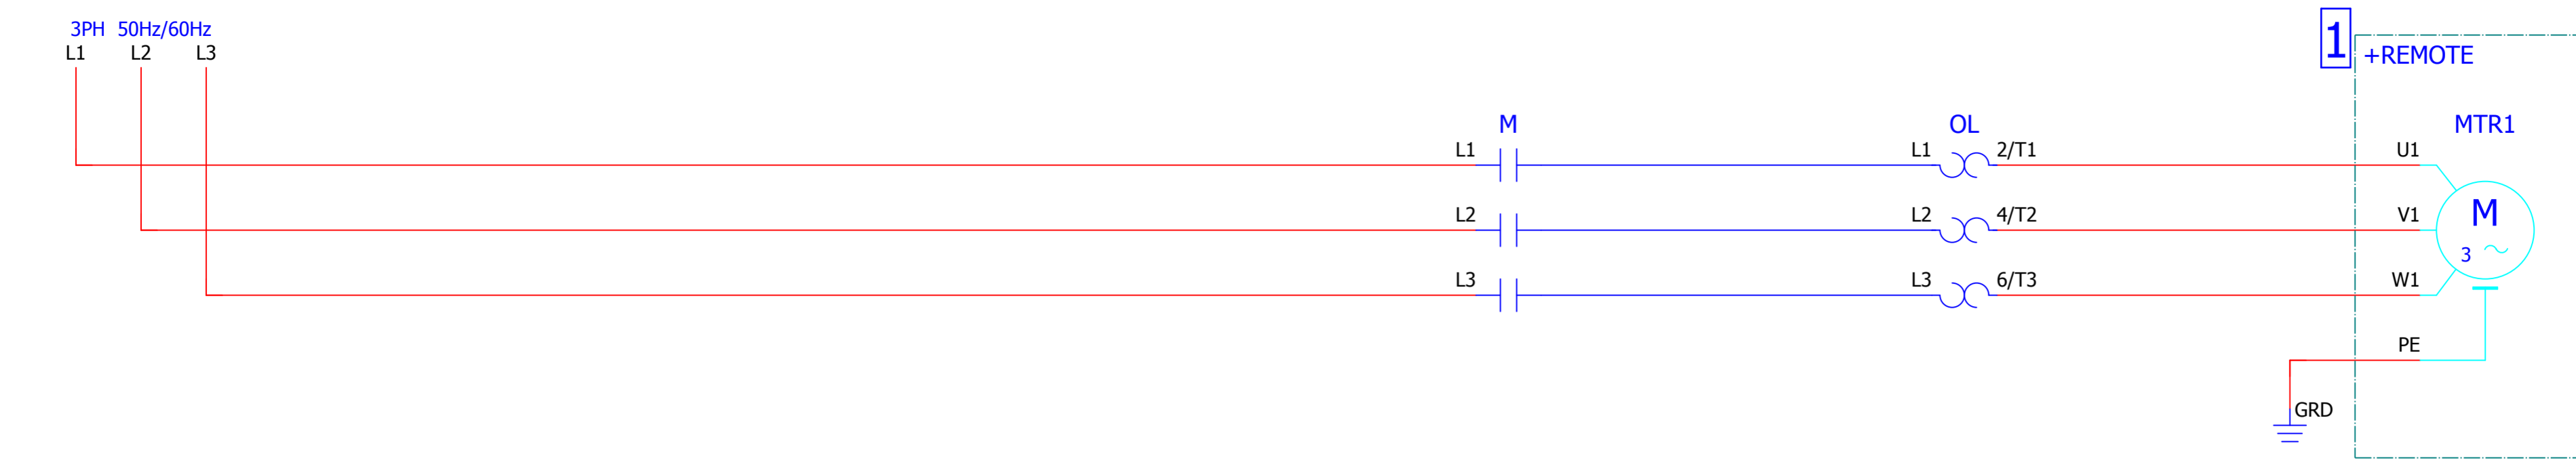 3PH 50Hz/60Hz
L1 L2 L3
1
+REMOTE
M OL MTR1
L1 L1 2/T1 U1
L2 L2 4/T2 V1
M
3
L3 L3 6/T3 W1
PE
GRD